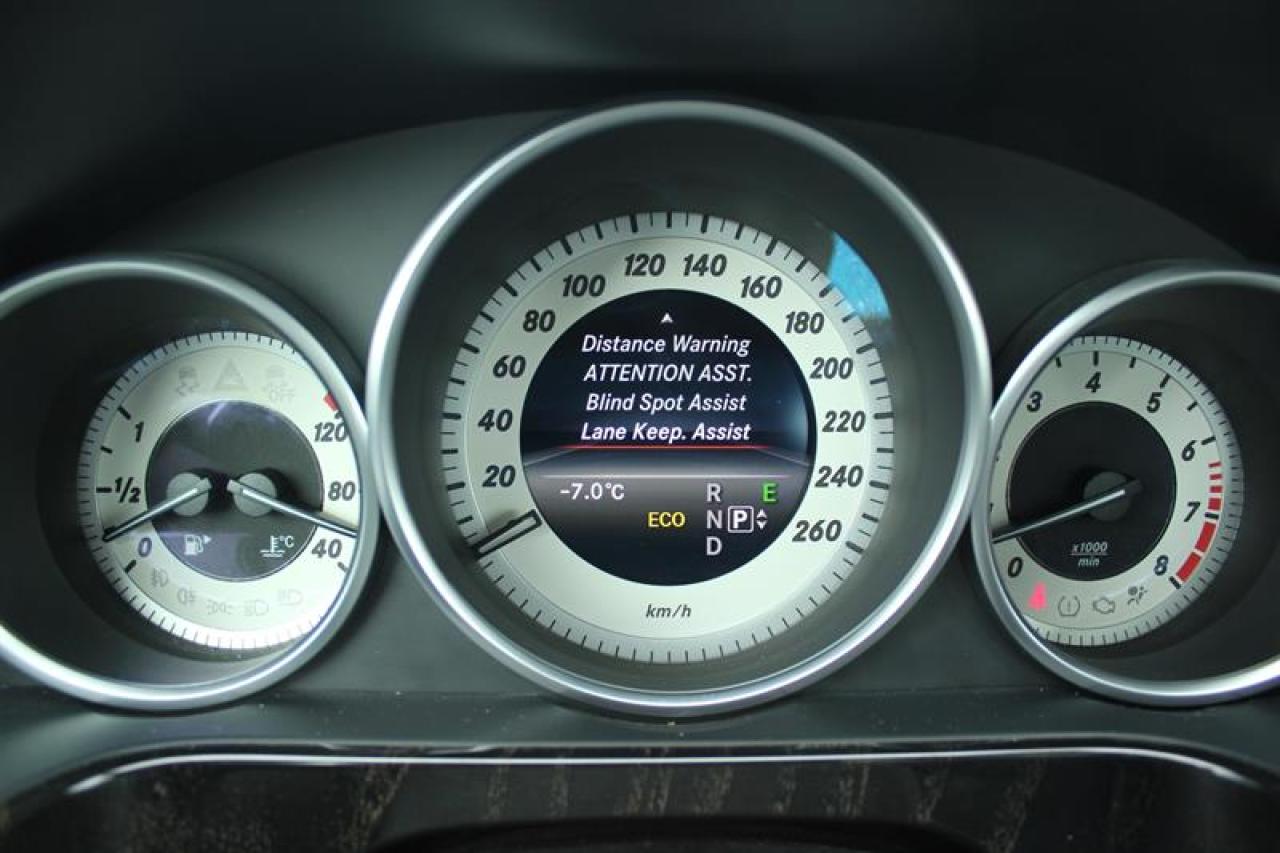 1
1/2
0
120
80
40
°C
OFF
20
40
60
80
100
120
140
160
180
200
220
240
260
km/h
Distance Warning
ATTENTION ASST.
Blind Spot Assist
Lane Keep. Assist
-7.0°C
ECO
R
N
D
P
E
0
3
4
5
6
7
8
x1000
min